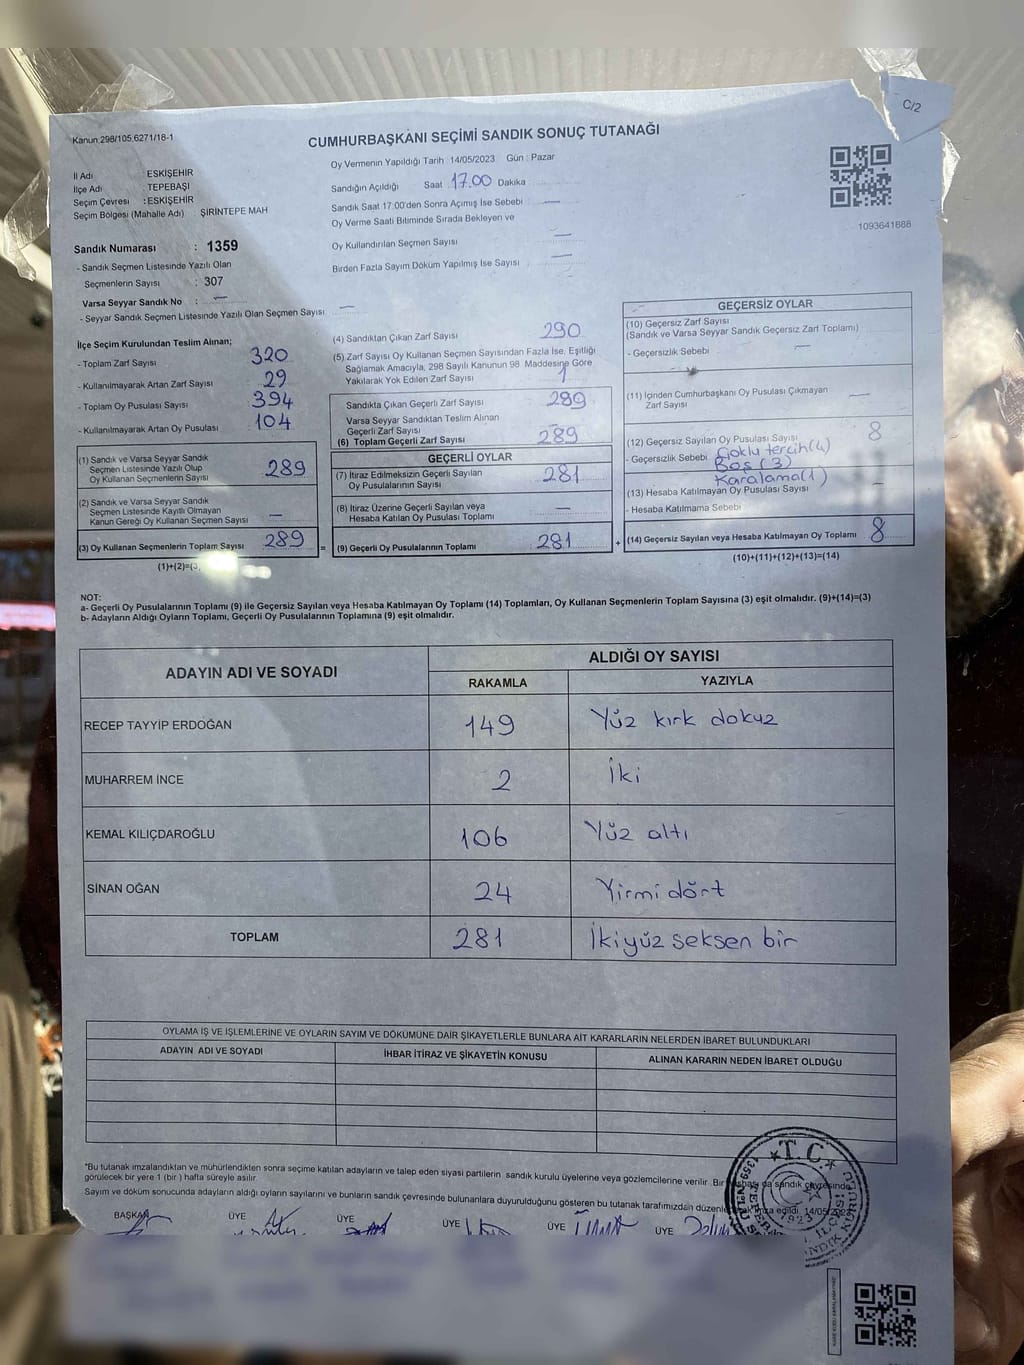 C/2
Kanun 298/105,6271/18-1
CUMHURBAŞKANI SEÇİMİ SANDIK SONUÇ TUTANAĞI
Oy Vermenin Yapıldığı Tarih 14/05/2023 Gün : Pazar
İl Adı ESKİŞEHİR
İlçe Adı TEPEBAŞI
Seçim Çevresi : ESKİŞEHİR
Seçim Bölgesi (Mahalle Adı) ŞİRİNTEPE MAH
Sandığın Açıldığı Saat 17.00 Dakika
Sandık Saat 17:00'den Sonra Açımış İse Sebebi —
Oy Verme Saati Bitiminde Sırada Bekleyen ve
Oy Kullandırılan Seçmen Sayısı —
Birden Fazla Sayım Döküm Yapılmış İse Sayısı —
1093641888
Sandık Numarası : 1359
- Sandık Seçmen Listesinde Yazılı Olan
Seçmenlerin Sayısı : 307
Varsa Seyyar Sandık No : —
- Seyyar Sandık Seçmen Listesinde Yazılı Olan Seçmen Sayısı —
İlçe Seçim Kurulundan Teslim Alınan;
- Toplam Zarf Sayısı 320
- Kullanılmayarak Artan Zarf Sayısı 29
- Toplam Oy Pusulası Sayısı 394
- Kullanılmayarak Artan Oy Pusulası 104
(1) Sandık ve Varsa Seyyar Sandık
Seçmen Listesinde Yazılı Olup
Oy Kullanan Seçmenlerin Sayısı 289
(2) Sandık ve Varsa Seyyar Sandık
Seçmen Listesinde Kayıtlı Olmayan
Kanun Gereği Oy Kullanan Seçmen Sayısı —
(3) Oy Kullanan Seçmenlerin Toplam Sayısı 289 =
(1)+(2)=(3)
(4) Sandıktan Çıkan Zarf Sayısı 290
(5) Zarf Sayısı Oy Kullanan Seçmen Sayısından Fazla İse, Eşitliği
Sağlamak Amacıyla, 298 Sayılı Kanunun 98 Maddesine Göre
Yakılarak Yok Edilen Zarf Sayısı 1
Sandıkta Çıkan Geçerli Zarf Sayısı 289
Varsa Seyyar Sandıktan Teslim Alınan
Geçerli Zarf Sayısı —
(6) Toplam Geçerli Zarf Sayısı 289
GEÇERLİ OYLAR
(7) İtiraz Edilmeksizin Geçerli Sayılan
Oy Pusulalarının Sayısı 281
(8) İtiraz Üzerine Geçerli Sayılan veya
Hesaba Katılan Oy Pusulası Toplamı —
(9) Geçerli Oy Pusulalarının Toplamı 281 +
GEÇERSİZ OYLAR
(10) Geçersiz Zarf Sayısı
(Sandık ve Varsa Seyyar Sandık Geçersiz Zarf Toplamı)
- Geçersizlik Sebebi —
(11) İçinden Cumhurbaşkanı Oy Pusulası Çıkmayan
Zarf Sayısı —
(12) Geçersiz Sayılan Oy Pusulası Sayısı 8
- Geçersizlik Sebebi Çoklu tercih(4)
Boş (3)
Karalama(1)
(13) Hesaba Katılmayan Oy Pusulası Sayısı —
- Hesaba Katılmama Sebebi
(14) Geçersiz Sayılan veya Hesaba Katılmayan Oy Toplamı 8
(10)+(11)+(12)+(13)=(14)
NOT:
a- Geçerli Oy Pusulalarının Toplamı (9) ile Geçersiz Sayılan veya Hesaba Katılmayan Oy Toplamı (14) Toplamları, Oy Kullanan Seçmenlerin Toplam Sayısına (3) eşit olmalıdır. (9)+(14)=(3)
b- Adayların Aldığı Oyların Toplamı, Geçerli Oy Pusulalarının Toplamına (9) eşit olmalıdır.
ADAYIN ADI VE SOYADI ALDIĞI OY SAYISI
RAKAMLA YAZIYLA
RECEP TAYYİP ERDOĞAN 149 Yüz kırk dokuz
MUHARREM İNCE 2 İki
KEMAL KILIÇDAROĞLU 106 Yüz altı
SİNAN OĞAN 24 Yirmi dört
TOPLAM 281 İkiyüz seksen bir
OYLAMA İŞ VE İŞLEMLERİNE VE OYLARIN SAYIM VE DÖKÜMÜNE DAİR ŞİKAYETLERLE BUNLARA AİT KARARLARIN NELERDEN İBARET BULUNDUKLARI
ADAYIN ADI VE SOYADI İHBAR İTİRAZ VE ŞİKAYETİN KONUSU ALINAN KARARIN NEDEN İBARET OLDUĞU
*Bu tutanak imzalandıktan ve mühürlendikten sonra seçime katılan adayların ve talep eden siyasi partilerin sandık kurulu üyelerine veya gözlemcilerine verilir. Bir da sandık çevresinde
görülecek bir yere 1 (bir ) hafta süreyle asılır
Sayım ve döküm sonucunda adayların aldığı oyların sayılarını ve bunların sandık çevresinde bulunanlara duyurulduğunu gösteren bu tutanak tarafımızdan düzenlenerek imza edildi. 14/05/2023
T.C.
1923
BAŞKAN ÜYE ÜYE ÜYE ÜYE ÜYE